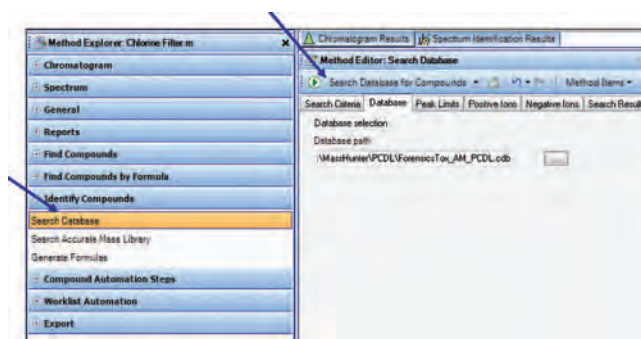 Method Explorer: Chlorine Filter.m
Chromatogram
Spectrum
General
Reports
Find Compounds
Find Compounds by Formula
Identify Compounds
Search Database
Search Accurate Mass Library
Generate Formulas
Compound Automation Steps
Worklist Automation
Export
Chromatogram Results Spectrum Identification Results
Method Editor: Search Database
Search Database for Compounds Method Items
Search Criteria Database Peak Limits Positive Ions Negative Ions Search Result
Database selection
Database path
:\MassHunter\PCDL\ForensicsTox_AM_PCDL.cdb
...